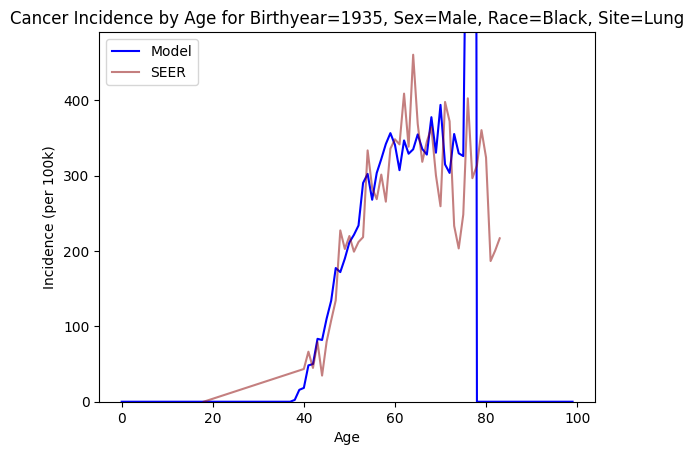 Cancer Incidence by Age for Birthyear=1935, Sex=Male, Race=Black, Site=Lung
Model
SEER
400
300
200
100
0
Incidence (per 100k)
0 20 40 60 80 100
Age